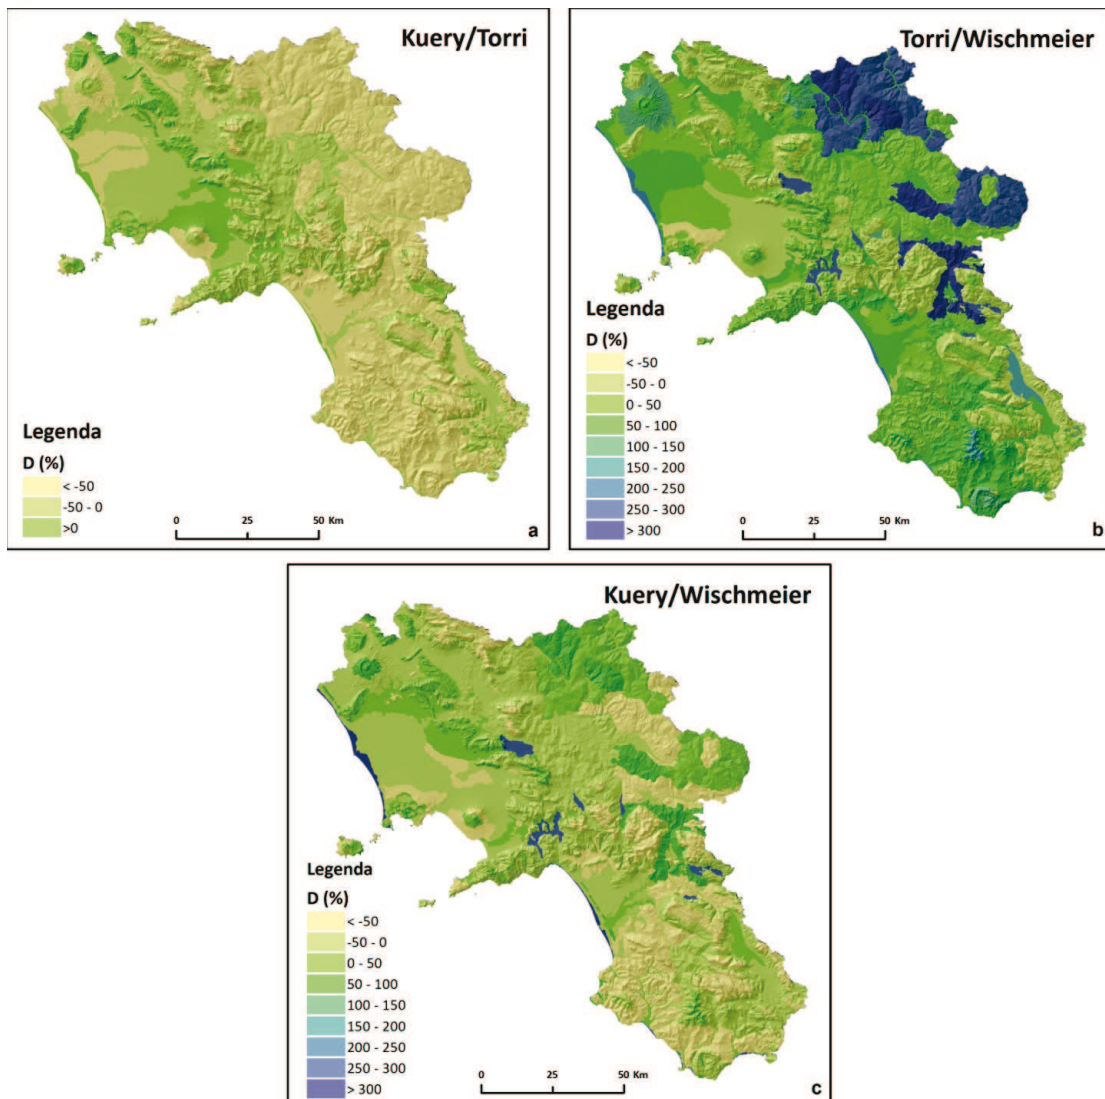 Kuery/Torri
Legenda
D (%)
< -50
-50 - 0
>0
0 25 50 Km
a
Torri/Wischmeier
Legenda
D (%)
< -50
-50 - 0
0 - 50
50 - 100
100 - 150
150 - 200
200 - 250
250 - 300
> 300
0 25 50 Km
b
Kuery/Wischmeier
Legenda
D (%)
< -50
-50 - 0
0 - 50
50 - 100
100 - 150
150 - 200
200 - 250
250 - 300
> 300
0 25 50 Km
c